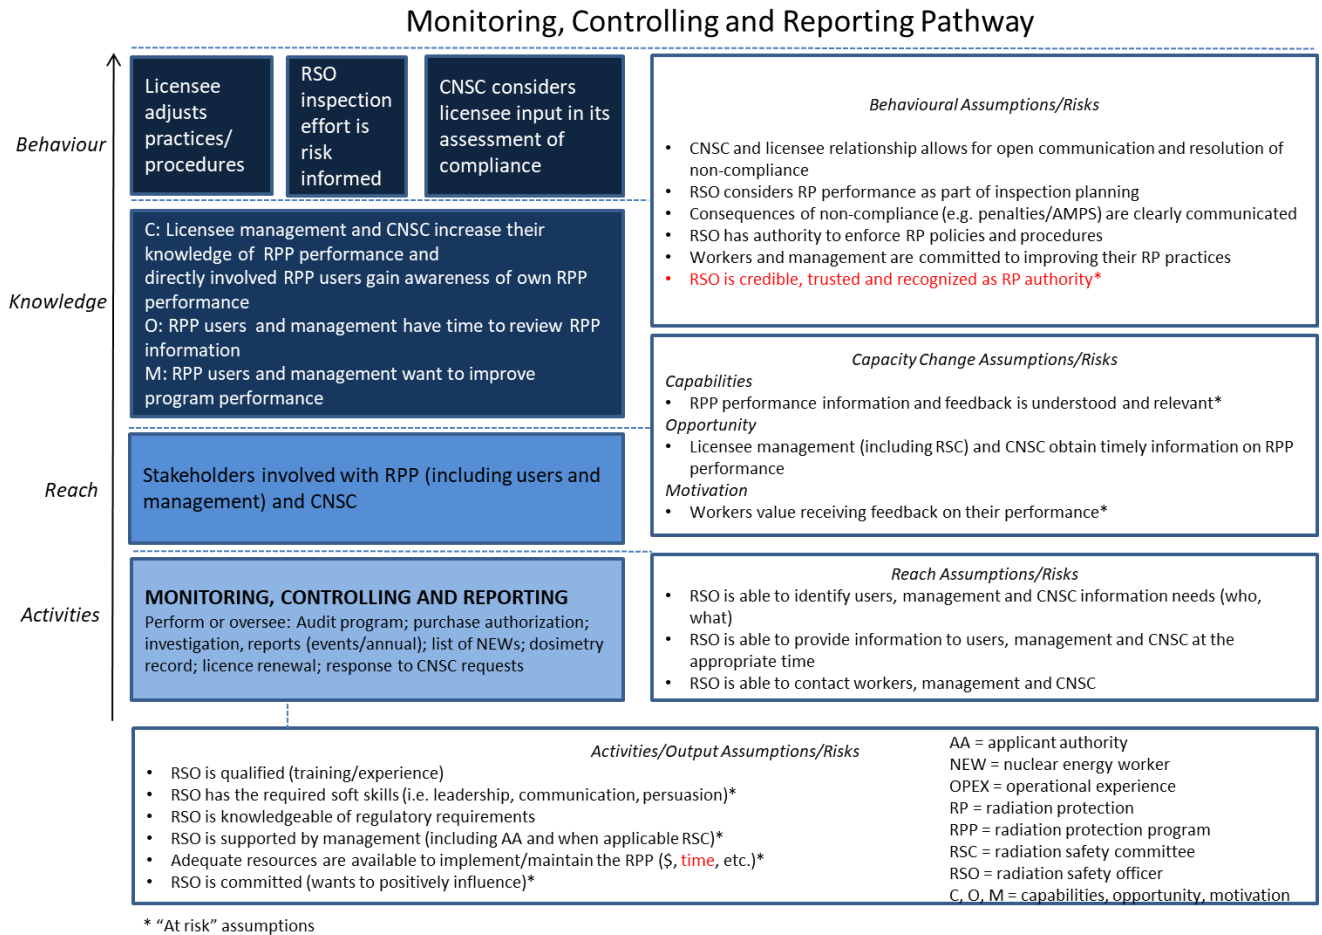 Monitoring, Controlling and Reporting Pathway
Behaviour
Licensee
adjusts
practices/
procedures
RSO
inspection
effort is
risk
informed
CNSC considers
licensee input in its
assessment of
compliance
Behavioural Assumptions/Risks
• CNSC and licensee relationship allows for open communication and resolution of
non-compliance
• RSO considers RP performance as part of inspection planning
• Consequences of non-compliance (e.g. penalties/AMPS) are clearly communicated
• RSO has authority to enforce RP policies and procedures
• Workers and management are committed to improving their RP practices
• RSO is credible, trusted and recognized as RP authority*
Knowledge
C: Licensee management and CNSC increase their
knowledge of RPP performance and
directly involved RPP users gain awareness of own RPP
performance
O: RPP users and management have time to review RPP
information
M: RPP users and management want to improve
program performance
Capacity Change Assumptions/Risks
Capabilities
• RPP performance information and feedback is understood and relevant*
Opportunity
• Licensee management (including RSC) and CNSC obtain timely information on RPP
performance
Motivation
• Workers value receiving feedback on their performance*
Reach
Stakeholders involved with RPP (including users and
management) and CNSC
Activities
MONITORING, CONTROLLING AND REPORTING
Perform or oversee: Audit program; purchase authorization;
investigation, reports (events/annual); list of NEWs; dosimetry
record; licence renewal; response to CNSC requests
Reach Assumptions/Risks
• RSO is able to identify users, management and CNSC information needs (who,
what)
• RSO is able to provide information to users, management and CNSC at the
appropriate time
• RSO is able to contact workers, management and CNSC
Activities/Output Assumptions/Risks
• RSO is qualified (training/experience)
• RSO has the required soft skills (i.e. leadership, communication, persuasion)*
• RSO is knowledgeable of regulatory requirements
• RSO is supported by management (including AA and when applicable RSC)*
• Adequate resources are available to implement/maintain the RPP ($, time, etc.)*
• RSO is committed (wants to positively influence)*
AA = applicant authority
NEW = nuclear energy worker
OPEX = operational experience
RP = radiation protection
RPP = radiation protection program
RSC = radiation safety committee
RSO = radiation safety officer
C, O, M = capabilities, opportunity, motivation
* “At risk” assumptions